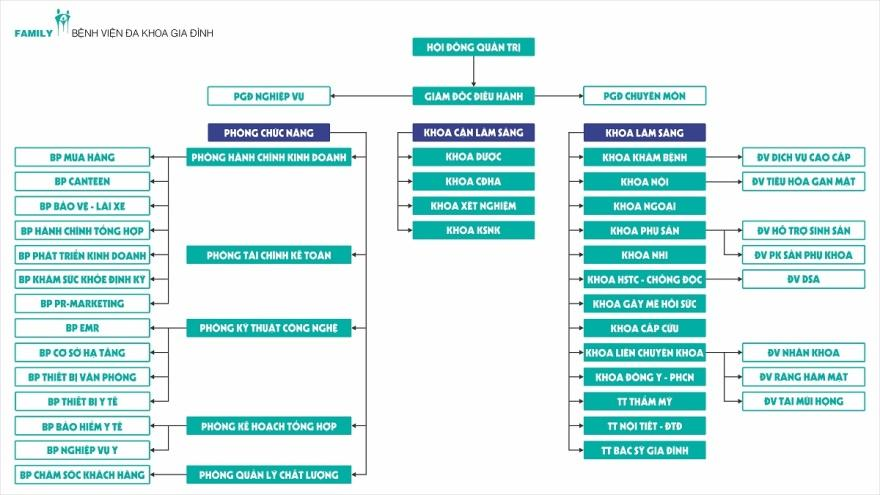 FAMILY BỆNH VIỆN ĐA KHOA GIA ĐÌNH
HỘI ĐỒNG QUẢN TRỊ
PGĐ NGHIỆP VỤ
GIÁM ĐỐC ĐIỀU HÀNH
PGĐ CHUYÊN MÔN
PHÒNG CHỨC NĂNG
KHOA CẬN LÂM SÀNG
KHOA LÂM SÀNG
BP MUA HÀNG
PHÒNG HÀNH CHÍNH KINH DOANH
KHOA DƯỢC
KHOA KHÁM BỆNH
ĐV DỊCH VỤ CAO CẤP
BP CANTEEN
KHOA CĐHA
KHOA NỘI
ĐV TIÊU HÓA GAN MẬT
BP BẢO VỆ - LÁI XE
KHOA XÉT NGHIỆM
KHOA NGOẠI
BP HÀNH CHÍNH TỔNG HỢP
KHOA KSNK
KHOA PHỤ SẢN
ĐV HỖ TRỢ SINH SẢN
BP PHÁT TRIỂN KINH DOANH
PHÒNG TÀI CHÍNH KẾ TOÁN
KHOA NHI
ĐV PK SẢN PHỤ KHOA
BP KHÁM SỨC KHỎE ĐỊNH KỲ
KHOA HSTC - CHỐNG ĐỘC
ĐV DSA
BP PR-MARKETING
KHOA GÂY MÊ HỒI SỨC
BP EMR
PHÒNG KỸ THUẬT CÔNG NGHỆ
KHOA CẤP CỨU
BP CƠ SỞ HẠ TẦNG
KHOA LIÊN CHUYÊN KHOA
ĐV NHÃN KHOA
BP THIẾT BỊ VĂN PHÒNG
KHOA ĐÔNG Y - PHCN
ĐV RĂNG HÀM MẶT
BP THIẾT BỊ Y TẾ
TT THẨM MỸ
ĐV TAI MŨI HỌNG
BP BẢO HIỂM Y TẾ
PHÒNG KẾ HOẠCH TỔNG HỢP
TT NỘI TIẾT - ĐTĐ
BP NGHIỆP VỤ Y
TT BÁC SỸ GIA ĐÌNH
BP CHĂM SÓC KHÁCH HÀNG
PHÒNG QUẢN LÝ CHẤT LƯỢNG